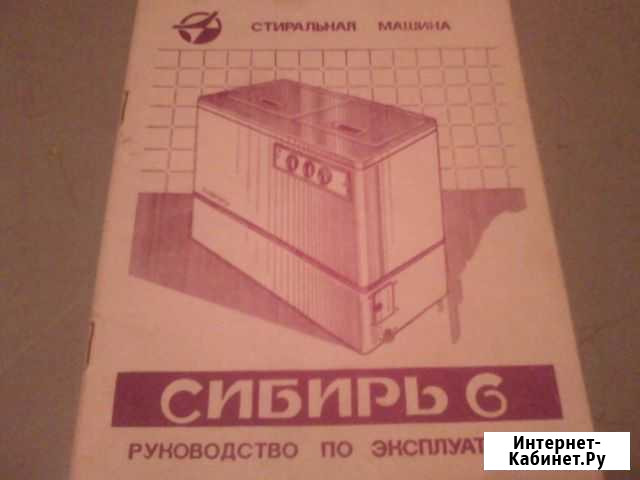 СТИРАЛЬНАЯ МАШИНА
СИБИРЬ 6
РУКОВОДСТВО ПО ЭКСПЛУАТ
Интернет-
Кабинет.Ру